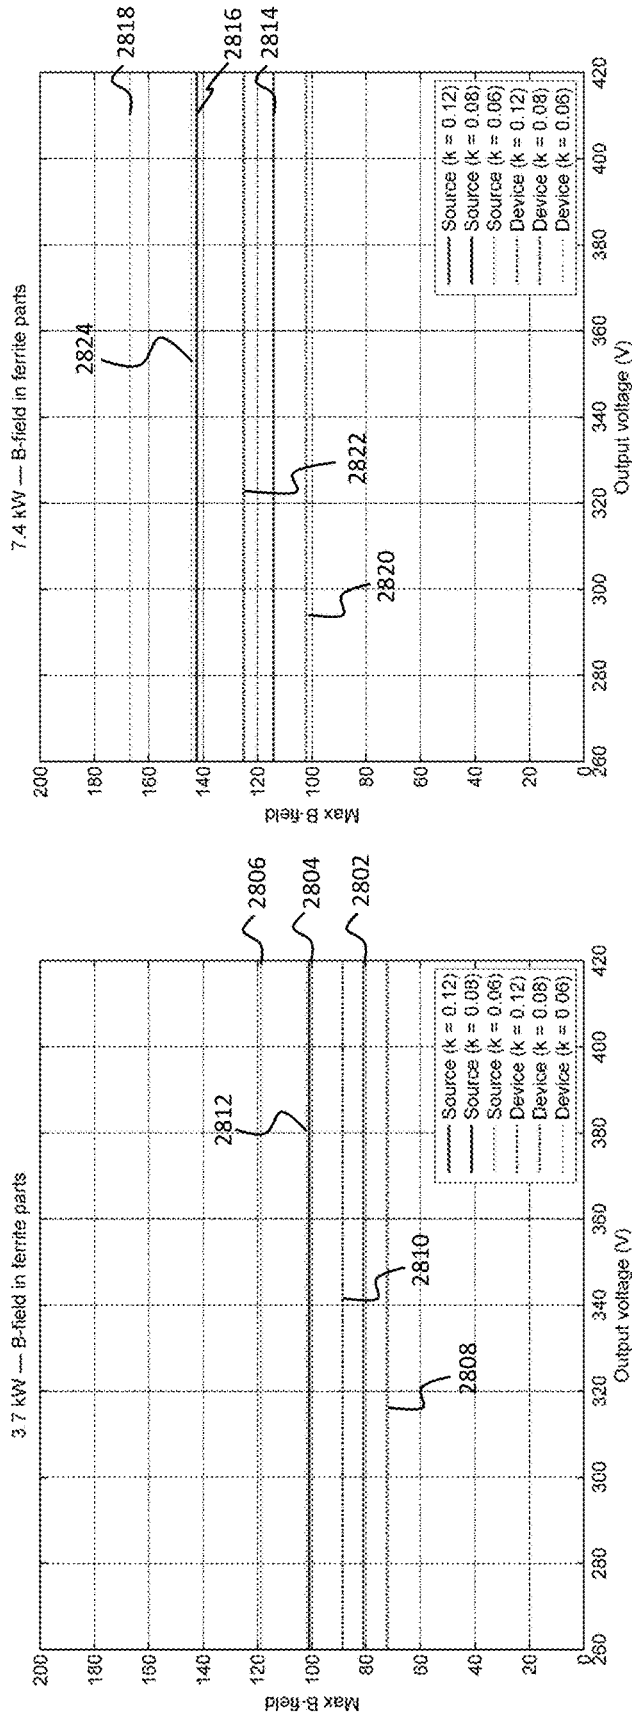 3.7 kW — B-field in ferrite parts
Max B-field
200
180
160
140
120
100
80
60
40
20
0
260
280
300
320
340
360
380
400
420
Output voltage (V)
Source (k = 0.12)
Source (k = 0.08)
Source (k = 0.06)
Device (k = 0.12)
Device (k = 0.08)
Device (k = 0.06)
2806
2804
2802
2812
2810
2808
7.4 kW — B-field in ferrite parts
Max B-field
200
180
160
140
120
100
80
60
40
20
0
260
280
300
320
340
360
380
400
420
Output voltage (V)
Source (k = 0.12)
Source (k = 0.08)
Source (k = 0.06)
Device (k = 0.12)
Device (k = 0.08)
Device (k = 0.06)
2818
2816
2814
2824
2822
2820